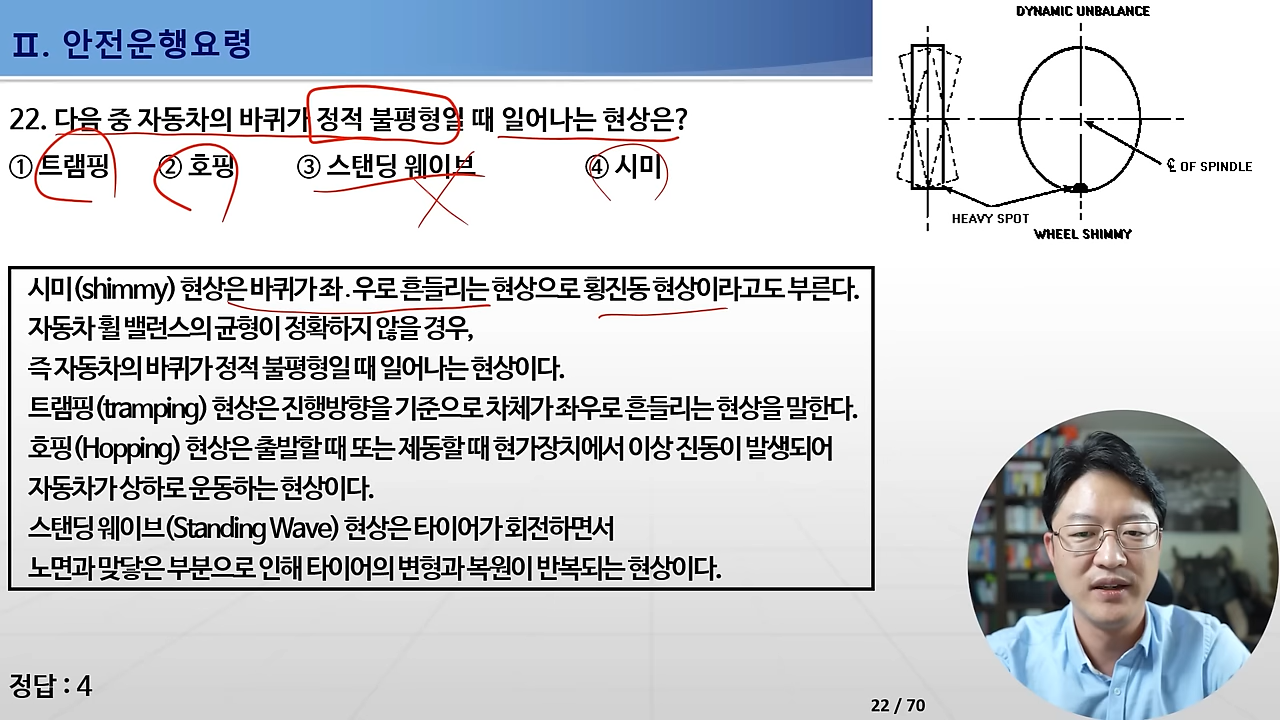 Ⅱ. 안전운행요령
22. 다음 중 자동차의 바퀴가 정적 불평형일 때 일어나는 현상은?
① 트램핑 ② 호핑 ③ 스탠딩 웨이브 ④ 시미
시미(shimmy) 현상은 바퀴가 좌 . 우로 흔들리는 현상으로 횡진동 현상이라고도 부른다.
자동차 휠 밸런스의 균형이 정확하지 않을 경우,
즉 자동차의 바퀴가 정적 불평형일 때 일어나는 현상이다.
트램핑(tramping) 현상은 진행방향을 기준으로 차체가 좌우로 흔들리는 현상을 말한다.
호핑(Hopping) 현상은 출발할 때 또는 제동할 때 현가장치에서 이상 진동이 발생되어
자동차가 상하로 운동하는 현상이다.
스탠딩 웨이브(Standing Wave) 현상은 타이어가 회전하면서
노면과 맞닿은 부분으로 인해 타이어의 변형과 복원이 반복되는 현상이다.
정답 : 4
22 / 70
DYNAMIC UNBALANCE
℄ OF SPINDLE
HEAVY SPOT
WHEEL SHIMMY